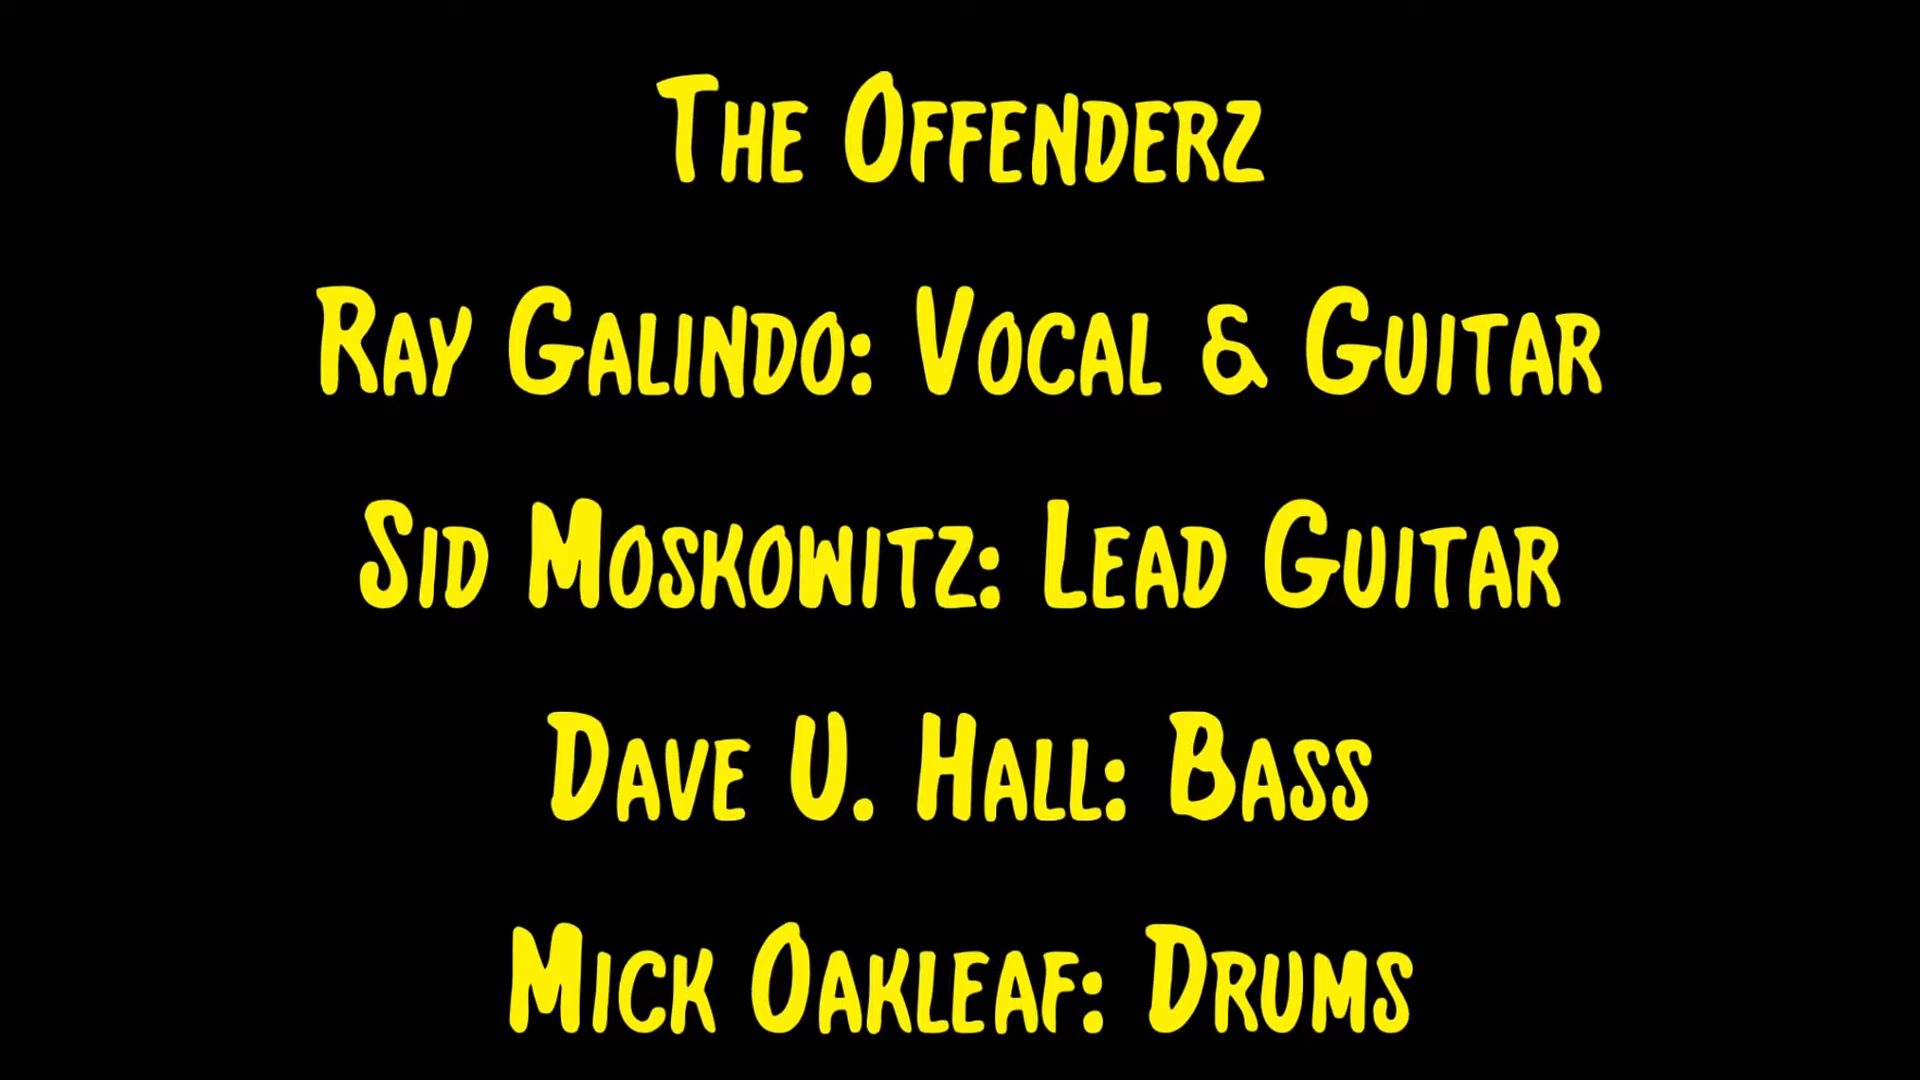 The Offenderz
Ray Galindo: Vocal & Guitar
Sid Moskowitz: Lead Guitar
Dave U. Hall: Bass
Mick Oakleaf: Drums